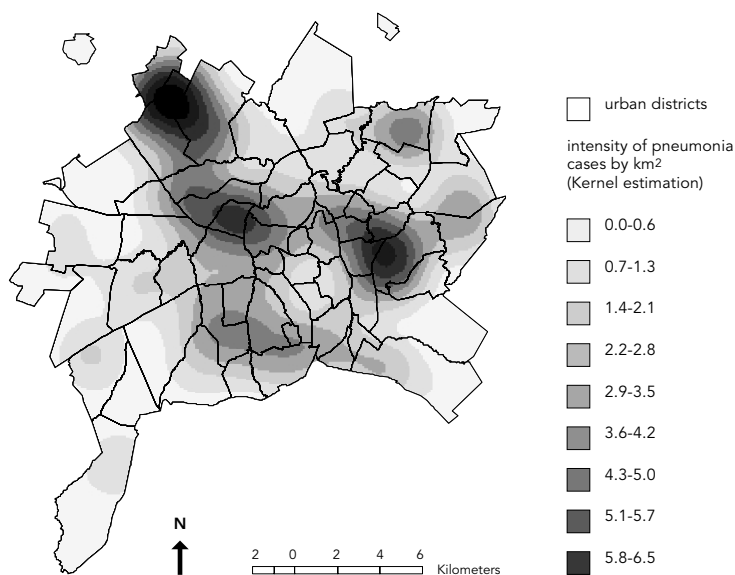 urban districts
intensity of pneumonia
cases by km2
(Kernel estimation)
0.0-0.6
0.7-1.3
1.4-2.1
2.2-2.8
2.9-3.5
3.6-4.2
4.3-5.0
5.1-5.7
5.8-6.5
N
2 0 2 4 6
Kilometers